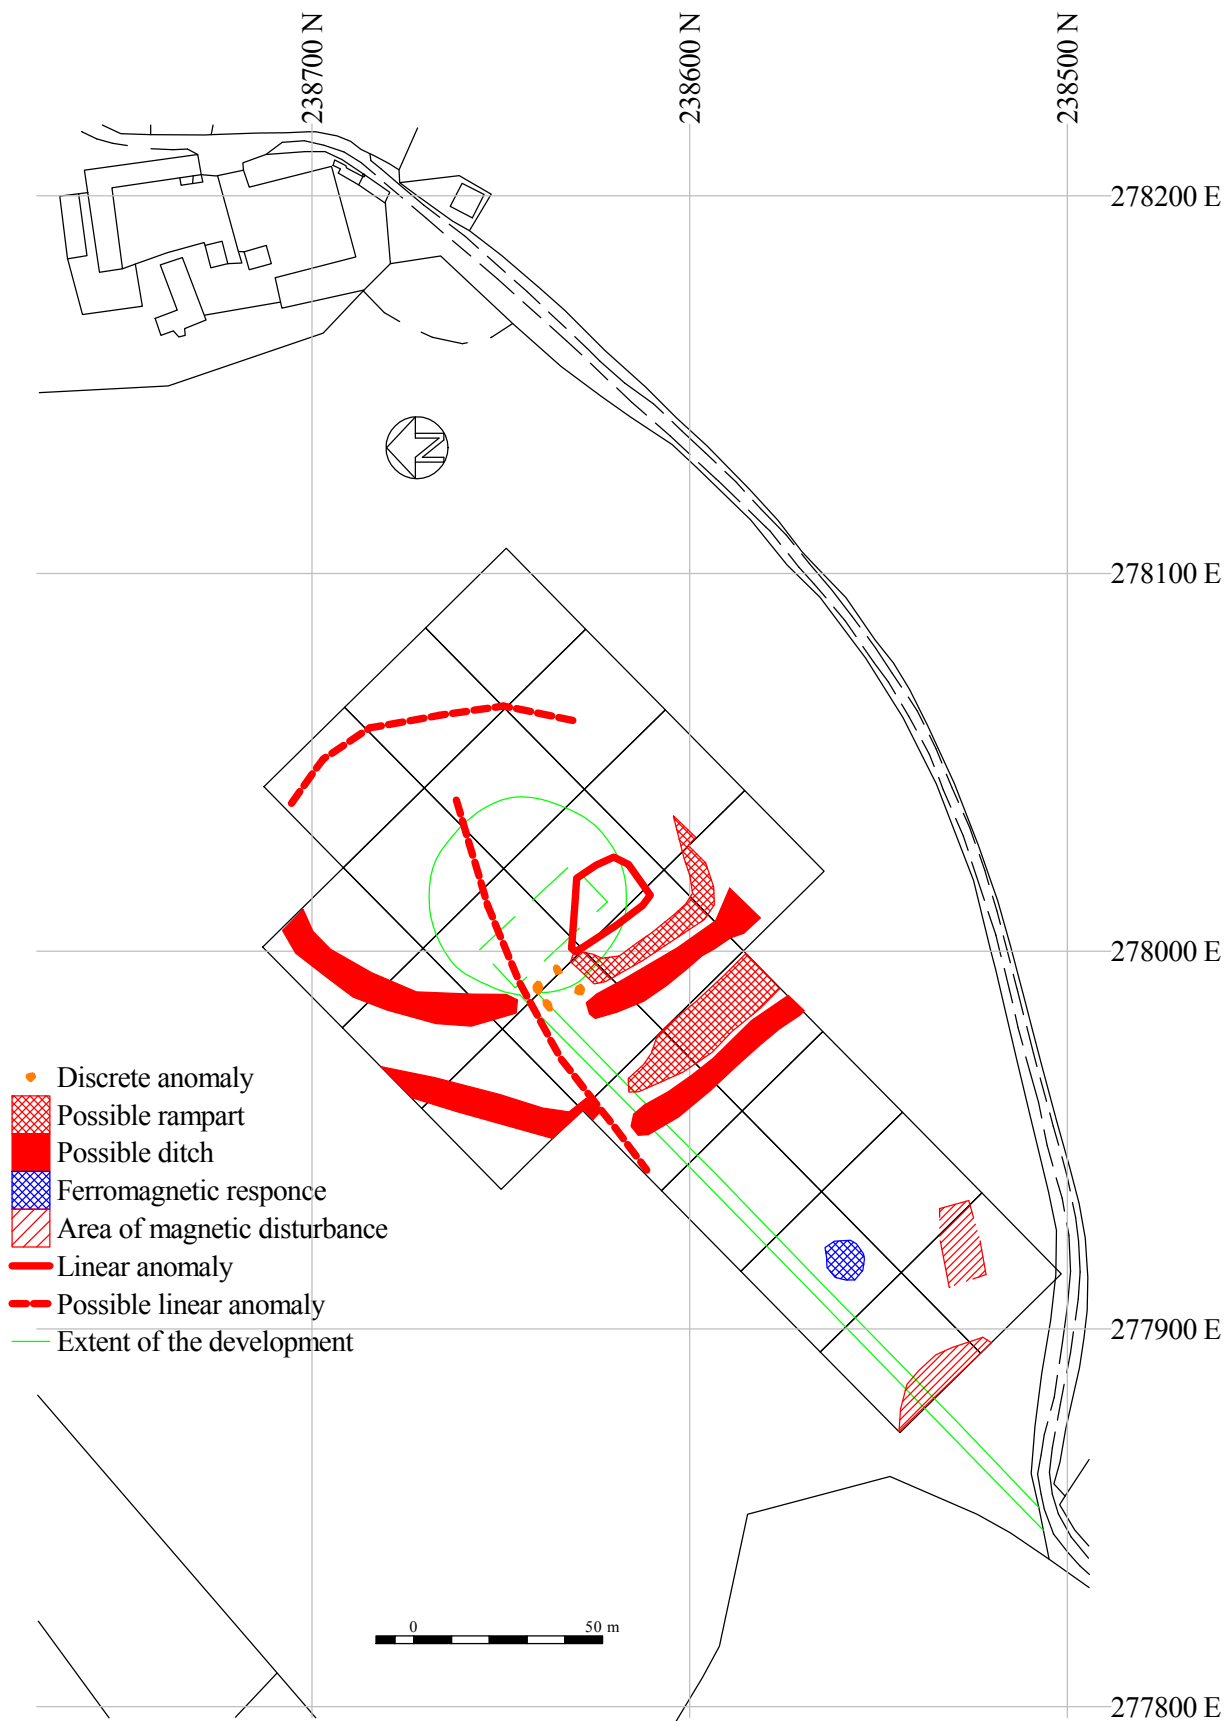 238700 N
238600 N
238500 N
278200 E
N
278100 E
278000 E
Discrete anomaly
Possible rampart
Possible ditch
Ferromagnetic responce
Area of magnetic disturbance
Linear anomaly
Possible linear anomaly
277900 E
Extent of the development
0 50 m
277800 E